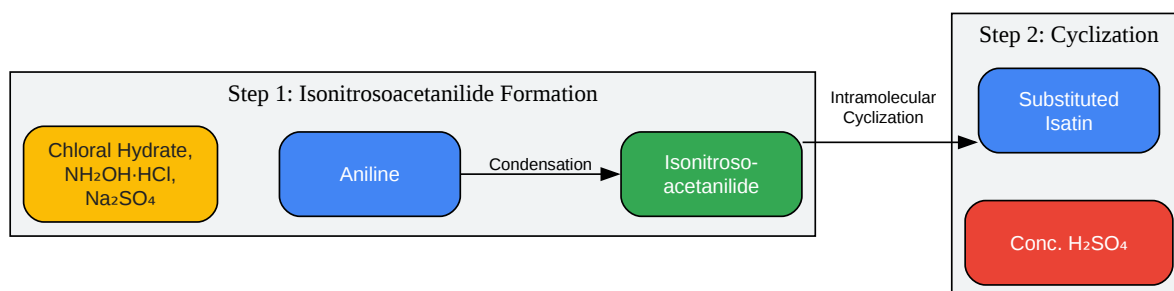 Step 1: Isonitrosoacetanilide Formation
Chloral Hydrate,
NH₂OH·HCl,
Na₂SO₄
Aniline
Condensation
Isonitroso-
acetanilide
Intramolecular
Cyclization
Step 2: Cyclization
Substituted
Isatin
Conc. H₂SO₄